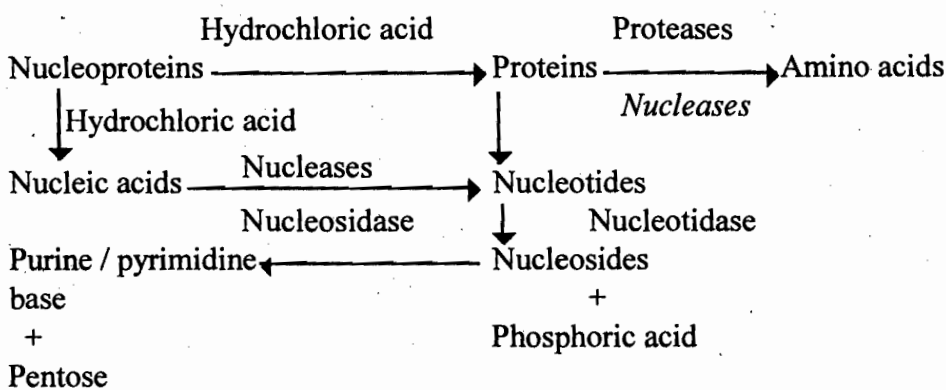 Hydrochloric acid Proteases
Nucleoproteins Proteins Amino acids
Hydrochloric acid Nucleases
Nucleic acids Nucleases Nucleotides
Nucleosidase Nucleotidase
Purine / pyrimidine Nucleosides
base +
+ Phosphoric acid
Pentose